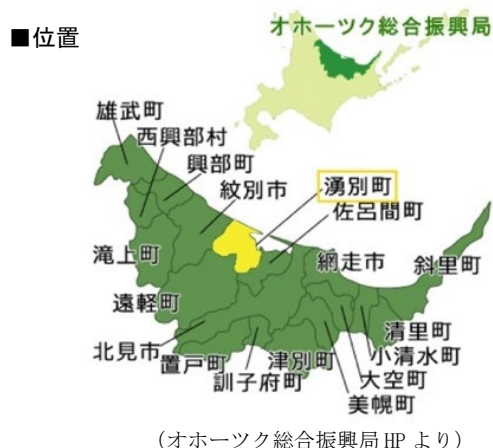 ■位置
オホーツク総合振興局
雄武町
西興部村
興部町
紋別市
湧別町
佐呂間町
滝上町
網走市
斜里町
遠軽町
北見市
置戸町
訓子府町
津別町
清里町
小清水町
大空町
美幌町
(オホーツク総合振興局 HP より)